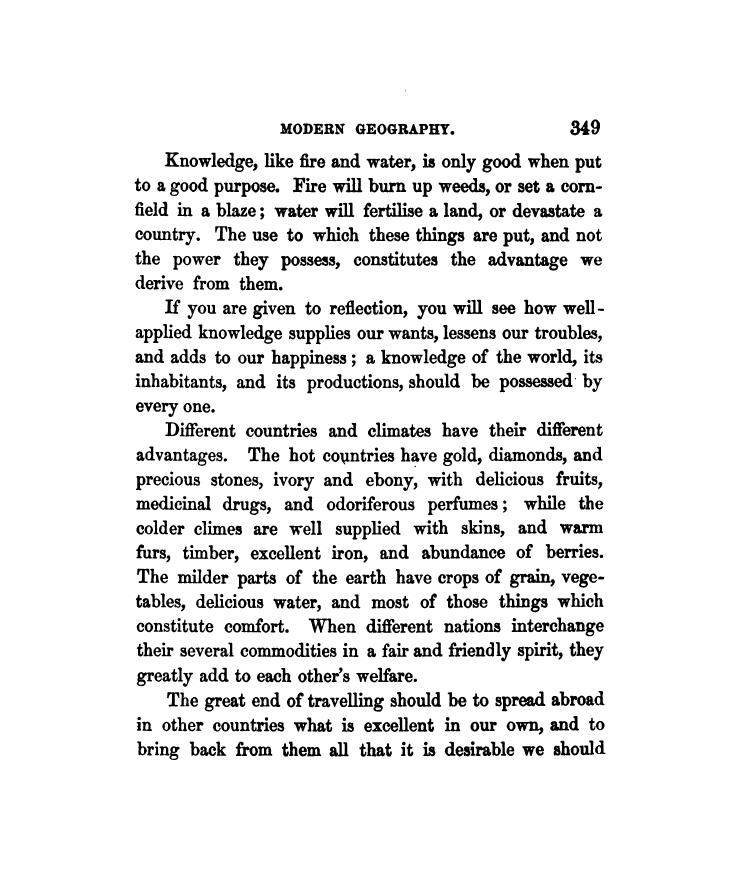 MODERN GEOGRAPHY. 349
Knowledge, like fire and water, is only good when put
to a good purpose. Fire will burn up weeds, or set a corn-
field in a blaze; water will fertilise a land, or devastate a
country. The use to which these things are put, and not
the power they possess, constitutes the advantage we
derive from them.
If you are given to reflection, you will see how well-
applied knowledge supplies our wants, lessens our troubles,
and adds to our happiness; a knowledge of the world, its
inhabitants, and its productions, should be possessed by
every one.
Different countries and climates have their different
advantages. The hot countries have gold, diamonds, and
precious stones, ivory and ebony, with delicious fruits,
medicinal drugs, and odoriferous perfumes; while the
colder climes are well supplied with skins, and warm
furs, timber, excellent iron, and abundance of berries.
The milder parts of the earth have crops of grain, vege-
tables, delicious water, and most of those things which
constitute comfort. When different nations interchange
their several commodities in a fair and friendly spirit, they
greatly add to each other's welfare.
The great end of travelling should be to spread abroad
in other countries what is excellent in our own, and to
bring back from them all that it is desirable we should